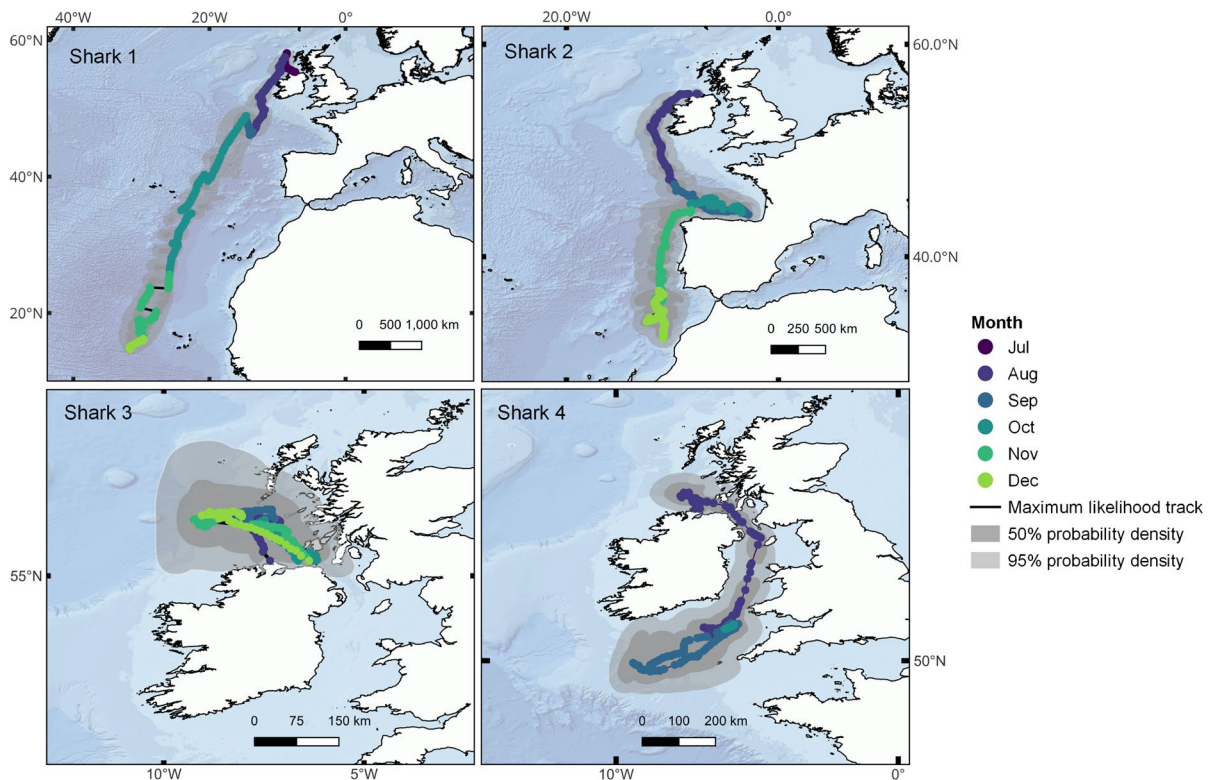 40°W 20°W 0° 20.0°W 0.0°
60°N 60.0°N
Shark 1 Shark 2
40°N 40.0°N
20°N
0 500 1,000 km 0 250 500 km
Shark 3 Shark 4
55°N 50°N
0 75 150 km 0 100 200 km
10°W 5°W 10°W 0°
Month
Jul
Aug
Sep
Oct
Nov
Dec
Maximum likelihood track
50% probability density
95% probability density